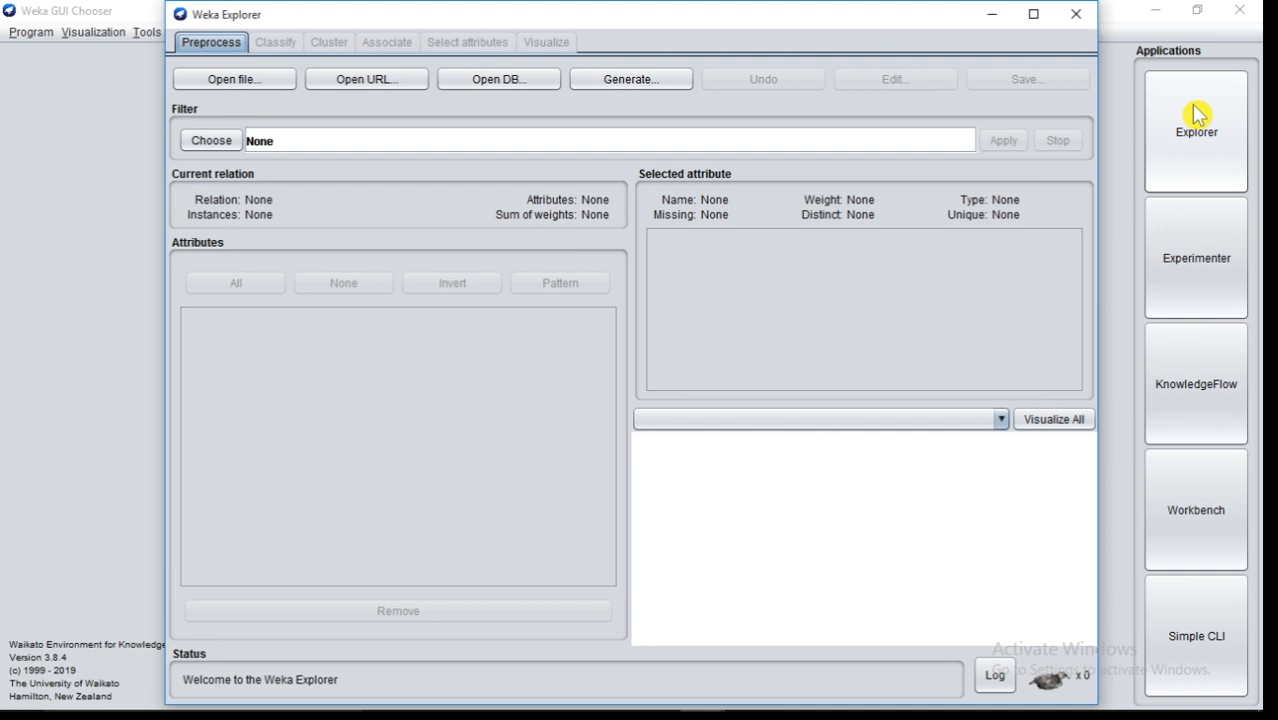 Weka GUI Chooser
Program Visualization Tools
Weka Explorer
Preprocess Classify Cluster Associate Select attributes Visualize
Open file... Open URL... Open DB... Generate... Undo Edit... Save...
Filter
Choose None Apply Stop
Current relation
Relation: None Attributes: None
Instances: None Sum of weights: None
Attributes
All None Invert Pattern
Remove
Selected attribute
Name: None Weight: None Type: None
Missing: None Distinct: None Unique: None
Visualize All
Status
Welcome to the Weka Explorer
Log x 0
Applications
Explorer
Experimenter
KnowledgeFlow
Workbench
Simple CLI
Waikato Environment for Knowledge
Version 3.8.4
(c) 1999 - 2019
The University of Waikato
Hamilton, New Zealand
Activate Windows
Go to Settings to activate Windows.